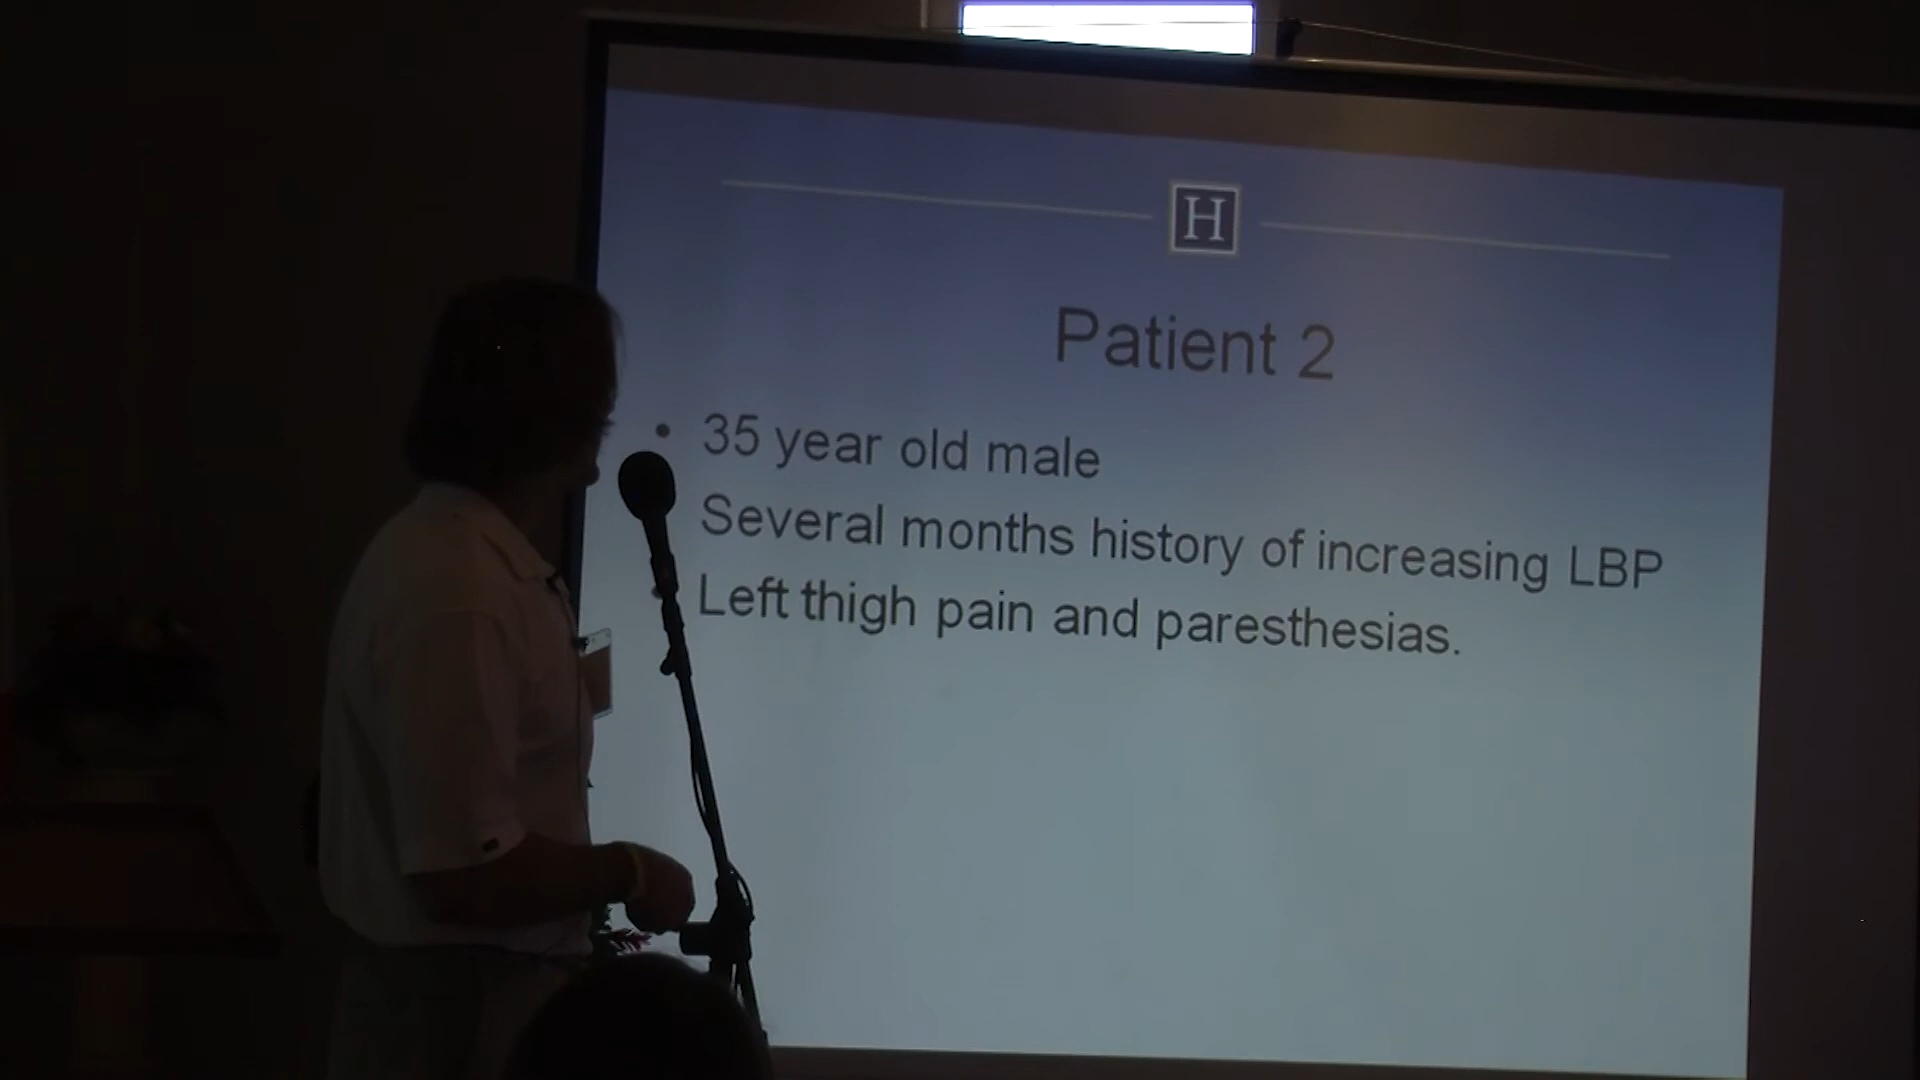 H
Patient 2
• 35 year old male
Several months history of increasing LBP
Left thigh pain and paresthesias.